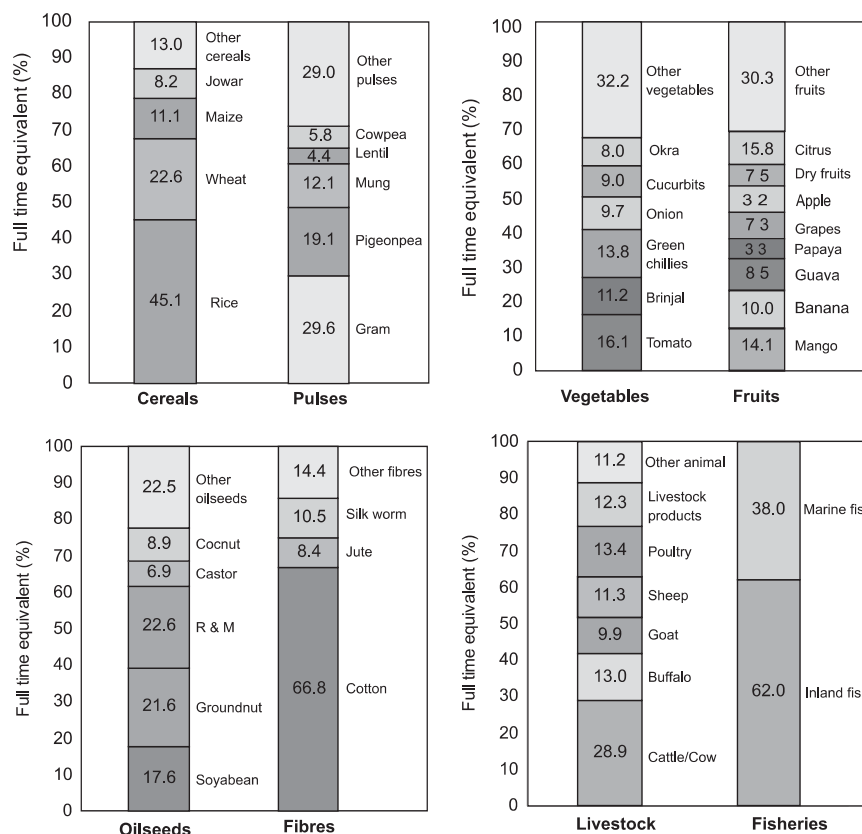 Full time equivalent (%)
100
90
80
70
60
50
40
30
20
10
0
13.0
Other
cereals
8.2
Jowar
11.1
Maize
22.6
Wheat
45.1
Rice
Cereals
29.0
Other
pulses
5.8
Cowpea
4.4
Lentil
12.1
Mung
19.1
Pigeonpea
29.6
Gram
Pulses
Full time equivalent (%)
100
90
80
70
60
50
40
30
20
10
0
32.2
Other
vegetables
8.0
Okra
9.0
Cucurbits
9.7
Onion
13.8
Green
chillies
11.2
Brinjal
16.1
Tomato
Vegetables
30.3
Other
fruits
15.8
Citrus
7 5
Dry fruits
3 2
Apple
7 3
Grapes
3 3
Papaya
8 5
Guava
10.0
Banana
14.1
Mango
Fruits
Full time equivalent (%)
100
90
80
70
60
50
40
30
20
10
0
22.5
Other
oilseeds
8.9
Cocnut
6.9
Castor
22.6
R & M
21.6
Groundnut
17.6
Soyabean
Oilseeds
14.4
Other fibres
10.5
Silk worm
8.4
Jute
66.8
Cotton
Fibres
Full time equivalent (%)
100
90
80
70
60
50
40
30
20
10
0
11.2
Other animal
12.3
Livestock
products
13.4
Poultry
11.3
Sheep
9.9
Goat
13.0
Buffalo
28.9
Cattle/Cow
Livestock
38.0
Marine fis
62.0
Inland fis
Fisheries